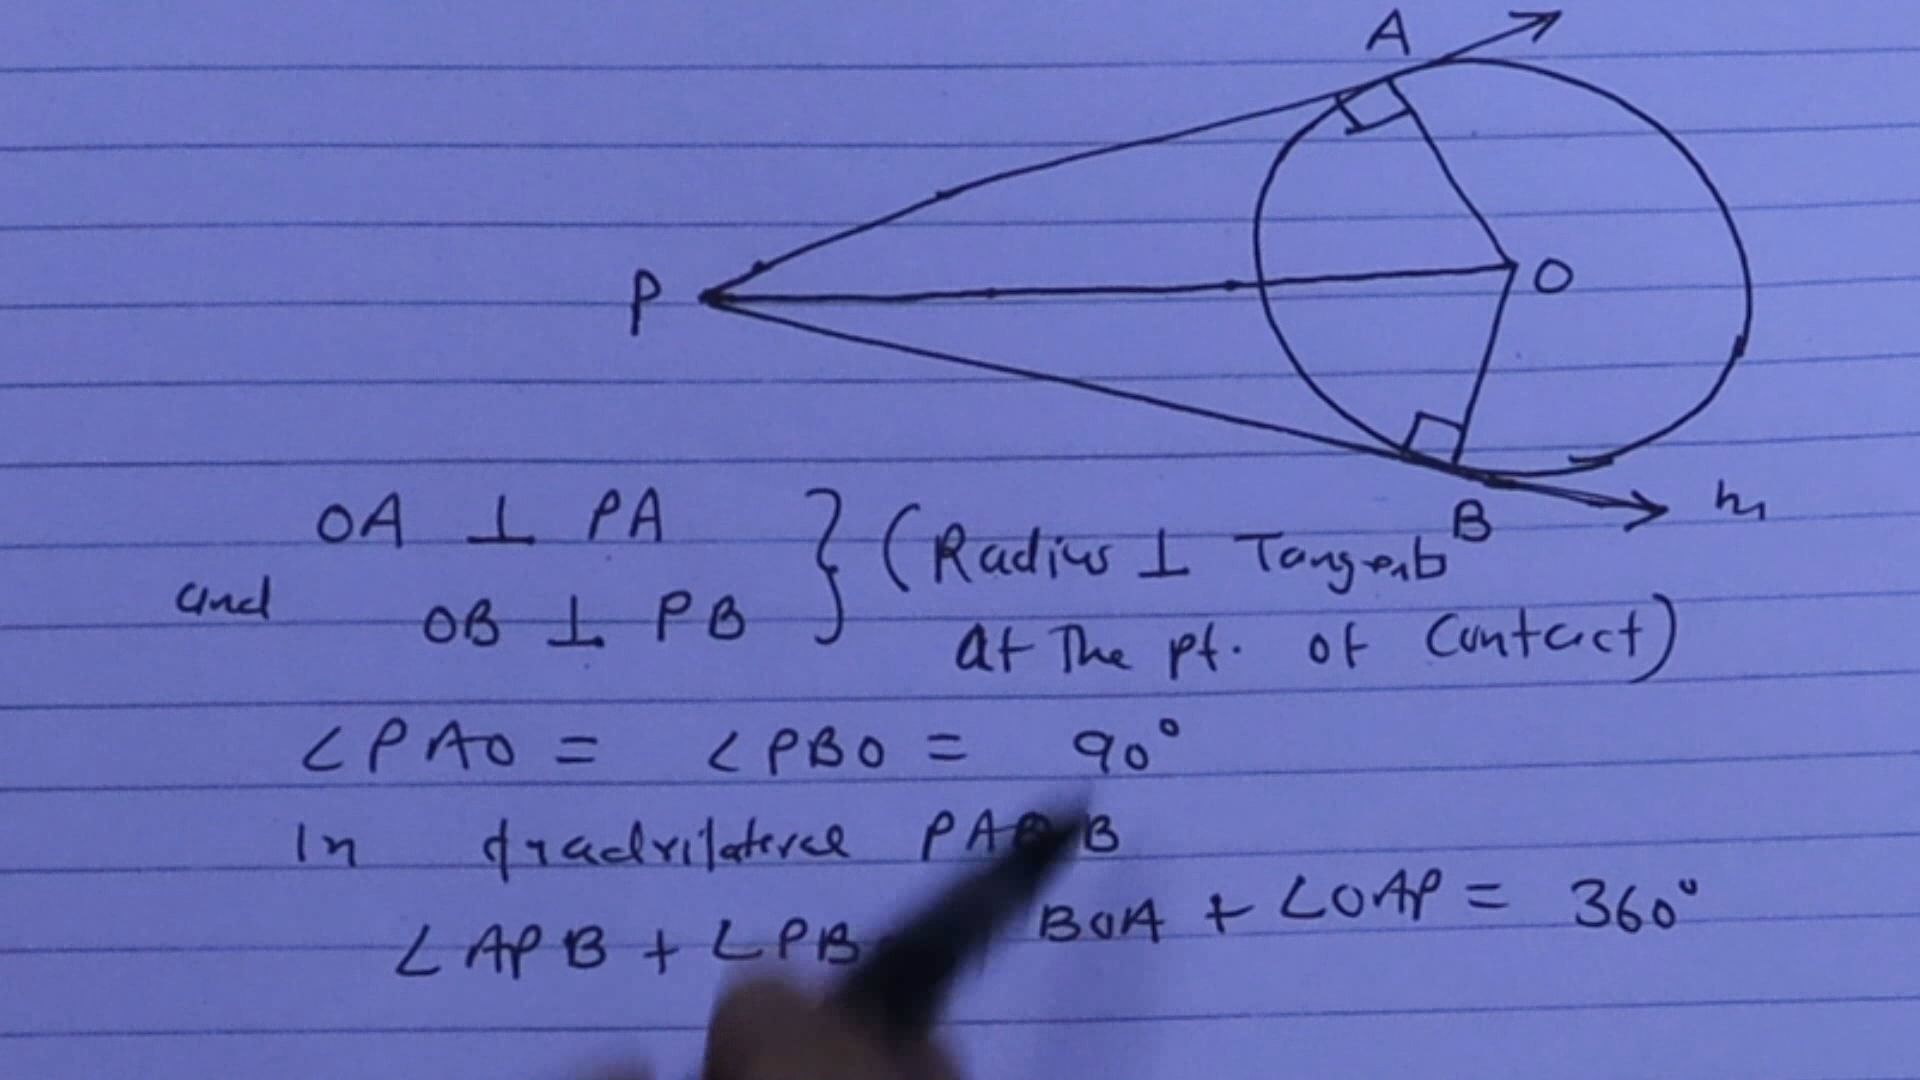 A
P
O
B
m
OA ⊥ PA } (Radius ⊥ Tangent
and OB ⊥ PB at The pt. of Contact)
∠PAO = ∠PBO = 90°
In quadrilateral PAOB
∠APB + ∠PB BOA + ∠OAP = 360°